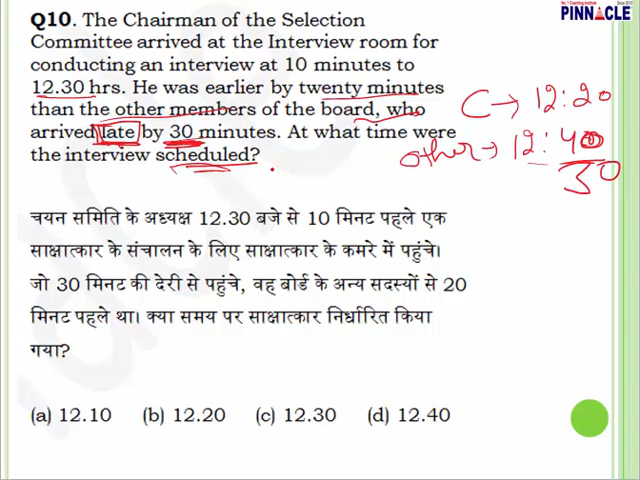 PINNACLE
Q10. The Chairman of the Selection
Committee arrived at the Interview room for
conducting an interview at 10 minutes to
12.30 hrs. He was earlier by twenty minutes
than the other members of the board, who
arrived late by 30 minutes. At what time were
the interview scheduled?
C → 12:20
other → 12:40
30
चयन समिति के अध्यक्ष 12.30 बजे से 10 मिनट पहले एक
साक्षात्कार के संचालन के लिए साक्षात्कार के कमरे में पहुंचे।
जो 30 मिनट की देरी से पहुंचे, वह बोर्ड के अन्य सदस्यों से 20
मिनट पहले था। क्या समय पर साक्षात्कार निर्धारित किया
गया?
(a) 12.10 (b) 12.20 (c) 12.30 (d) 12.40